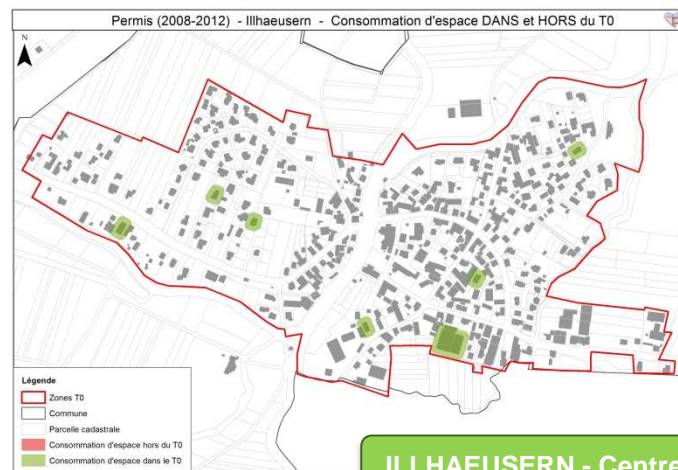 Permis (2008-2012) - Illhaeusern - Consommation d'espace DANS et HORS du T0
N
Légende
Zones T0
Commune
Parcelle cadastrale
Consommation d'espace hors du T0
Consommation d'espace dans le T0
ILLHAEUSERN - Centre